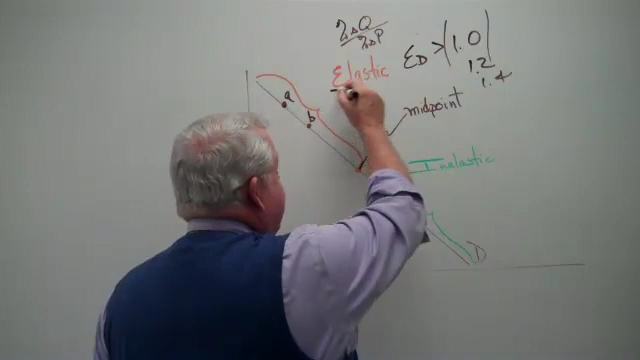 %ΔQ
%ΔP
ED > |1.0|
1.2
1.4
Elastic
a
b
midpoint
Inelastic
D